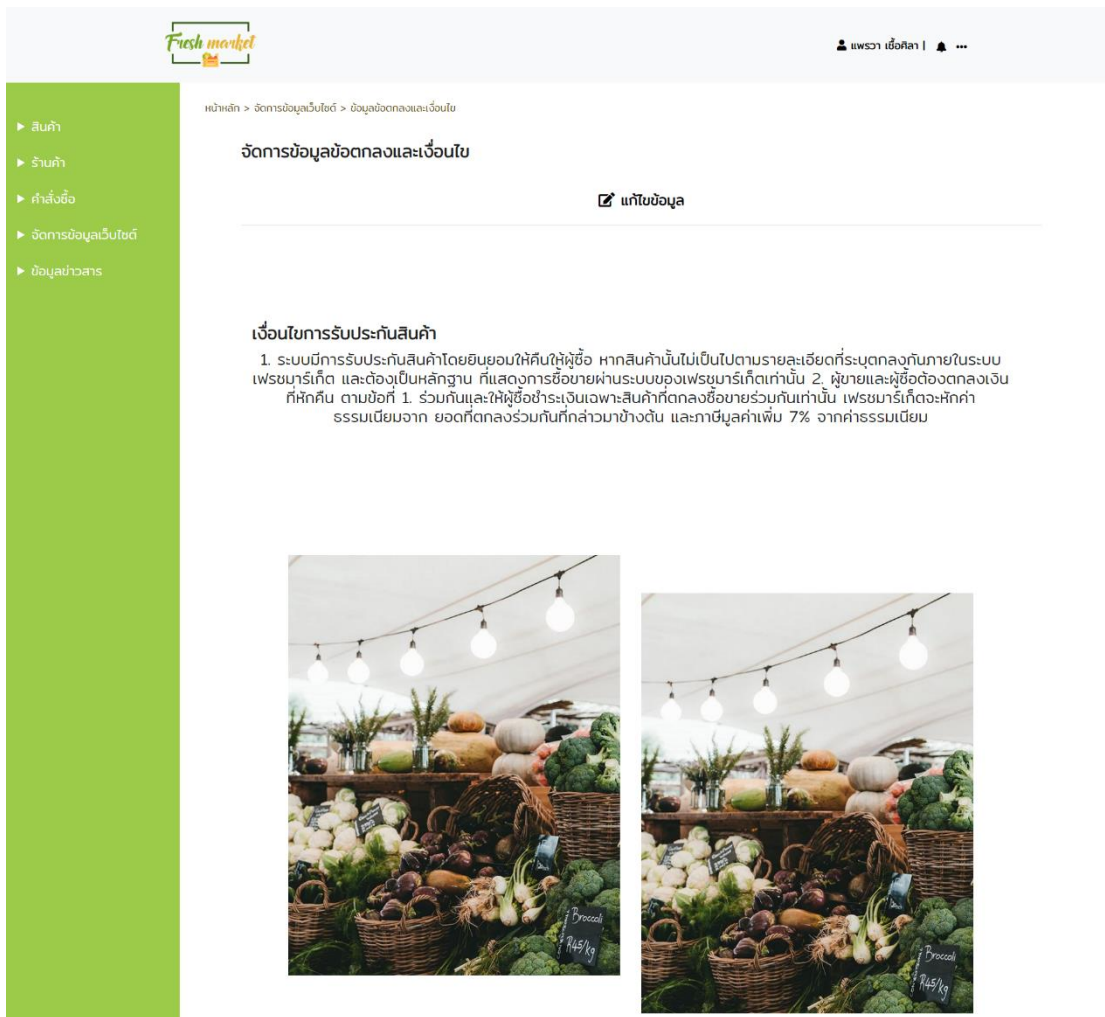 Fresh market
แพรวา เชื้อศิลา |
หน้าหลัก > จัดการข้อมูลเว็บไซต์ > ข้อมูลข้อตกลงและเงื่อนไข
สินค้า
ร้านค้า
คำสั่งซื้อ
จัดการข้อมูลเว็บไซต์
ข้อมูลข่าวสาร
จัดการข้อมูลข้อตกลงและเงื่อนไข
แก้ไขข้อมูล
เงื่อนไขการรับประกันสินค้า
1. ระบบมีการรับประกันสินค้าโดยยินยอมให้คืนให้ผู้ซื้อ หากสินค้านั้นไม่เป็นไปตามรายละเอียดที่ระบุตกลงกันภายในระบบ
เฟรชมาร์เก็ต และต้องเป็นหลักฐาน ที่แสดงการซื้อขายผ่านระบบของเฟรชมาร์เก็ตเท่านั้น 2. ผู้ขายและผู้ซื้อต้องตกลงเงิน
ที่หักคืน ตามข้อที่ 1. ร่วมกันและให้ผู้ซื้อชำระเงินเฉพาะสินค้าที่ตกลงซื้อขายร่วมกันเท่านั้น เฟรชมาร์เก็ตจะหักค่า
ธรรมเนียมจาก ยอดที่ตกลงร่วมกันที่กล่าวมาข้างต้น และภาษีมูลค่าเพิ่ม 7% จากค่าธรรมเนียม
Broccoli
R45/kg
Broccoli
R45/kg